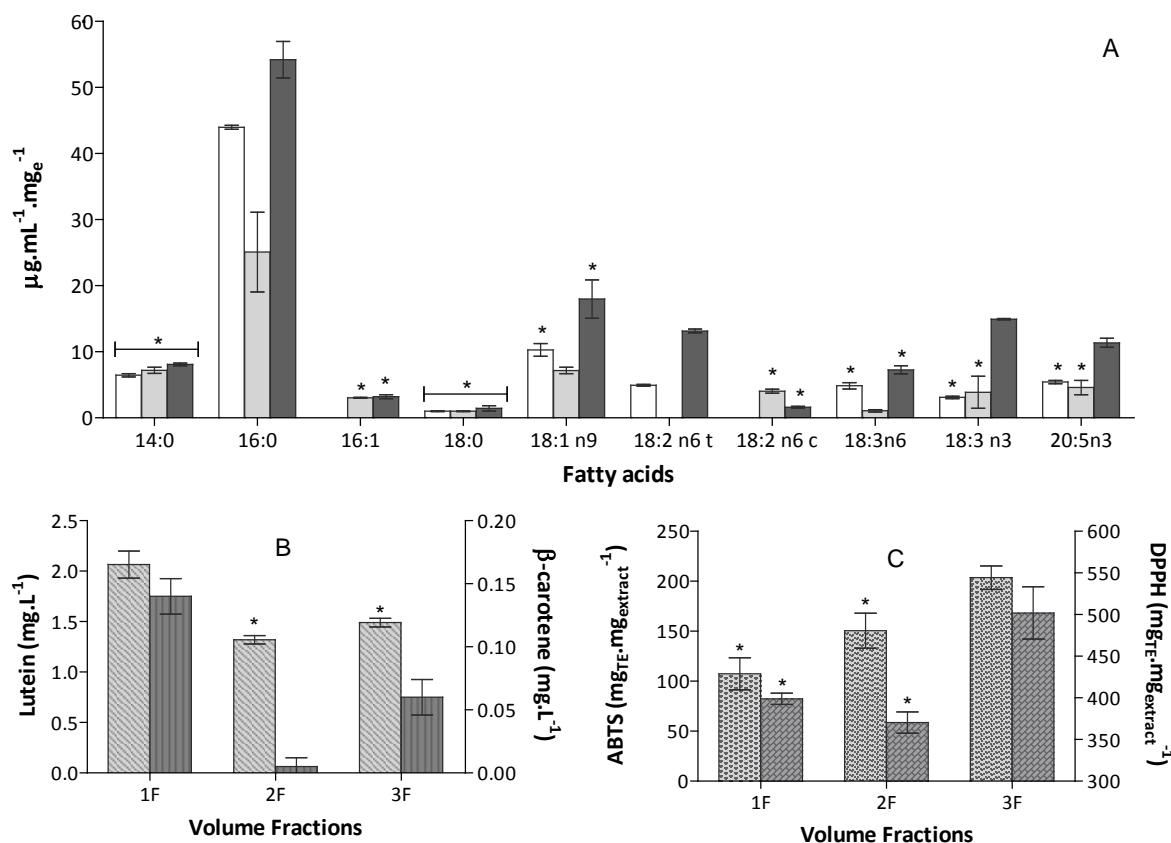 A
60
50
40
30
20
10
0
μg.mL⁻¹.mgₑ⁻¹
*
* *
*
* *
* *
* *
* *
* *
14:0 16:0 16:1 18:0 18:1 n9 18:2 n6 t 18:2 n6 c 18:3n6 18:3 n3 20:5n3
Fatty acids
B
2.5
2.0
1.5
1.0
0.5
0.0
Lutein (mg.L⁻¹)
* *
0.20
0.15
0.10
0.05
0.00
β-carotene (mg.L⁻¹)
1F 2F 3F
Volume Fractions
C
250
200
150
100
50
0
ABTS (mg_TE.mg_extract⁻¹)
* * * *
600
550
500
450
400
350
300
DPPH (mg_TE.mg_extract⁻¹)
1F 2F 3F
Volume Fractions